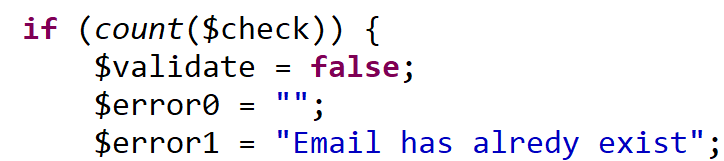 if (count($check)) {
    $validate = false;
    $error0 = "";
    $error1 = "Email has alredy exist";